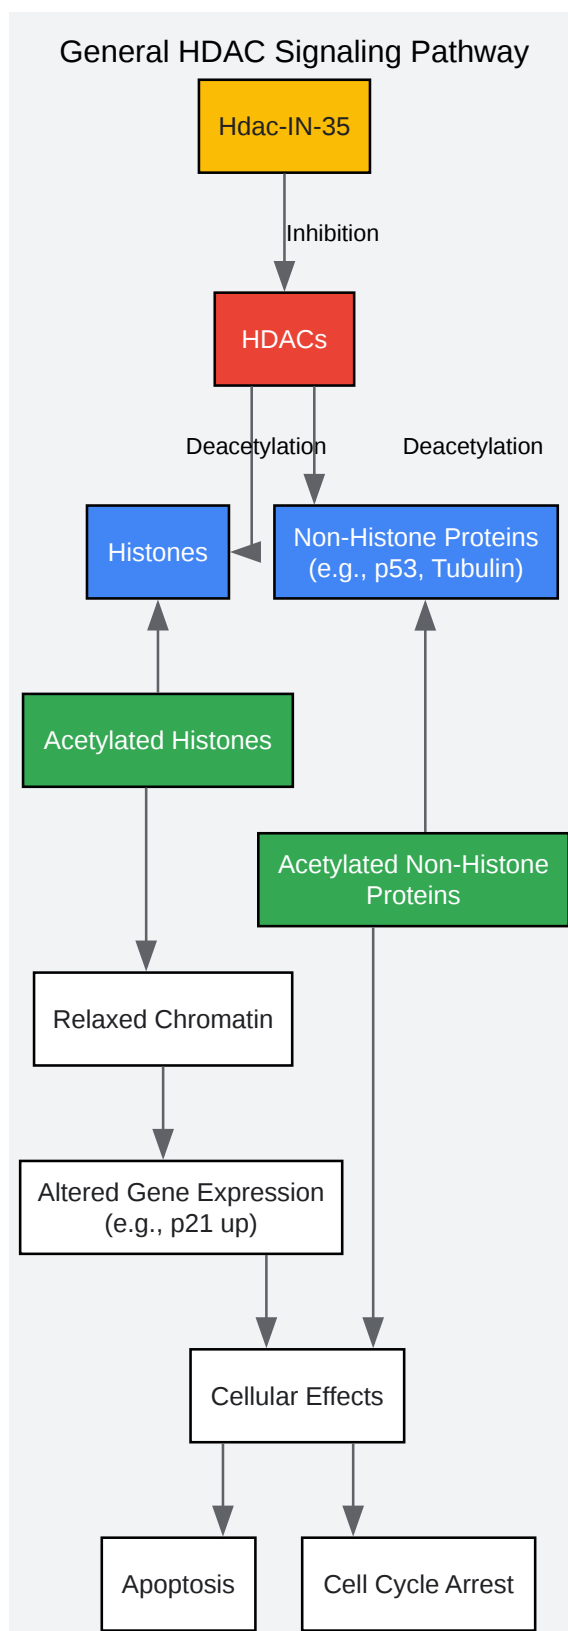 General HDAC Signaling Pathway
Hdac-IN-35
Inhibition
HDACs
Deacetylation
Deacetylation
Histones
Non-Histone Proteins
(e.g., p53, Tubulin)
Acetylated Histones
Acetylated Non-Histone
Proteins
Relaxed Chromatin
Altered Gene Expression
(e.g., p21 up)
Cellular Effects
Apoptosis
Cell Cycle Arrest